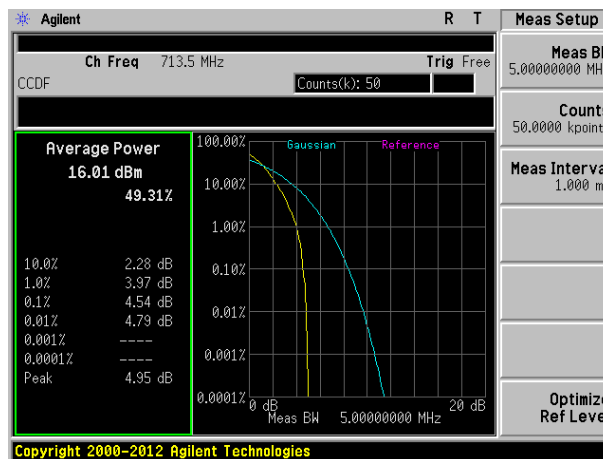 Agilent R T Meas Setup
Ch Freq 713.5 MHz Trig Free
CCDF Counts(k): 50
Meas B
5.00000000 MH
Count
50.0000 kpoint
Meas Interva
1.000 m
Average Power
16.01 dBm
49.31%
10.0% 2.28 dB
1.0% 3.97 dB
0.1% 4.54 dB
0.01% 4.79 dB
0.001% ----
0.0001% ----
Peak 4.95 dB
Gaussian Reference
100.00%
10.00%
1.00%
0.10%
0.01%
0.001%
0.0001%
0 dB 20 dB
Meas BW 5.00000000 MHz
Optimiz
Ref Leve
Copyright 2000-2012 Agilent Technologies